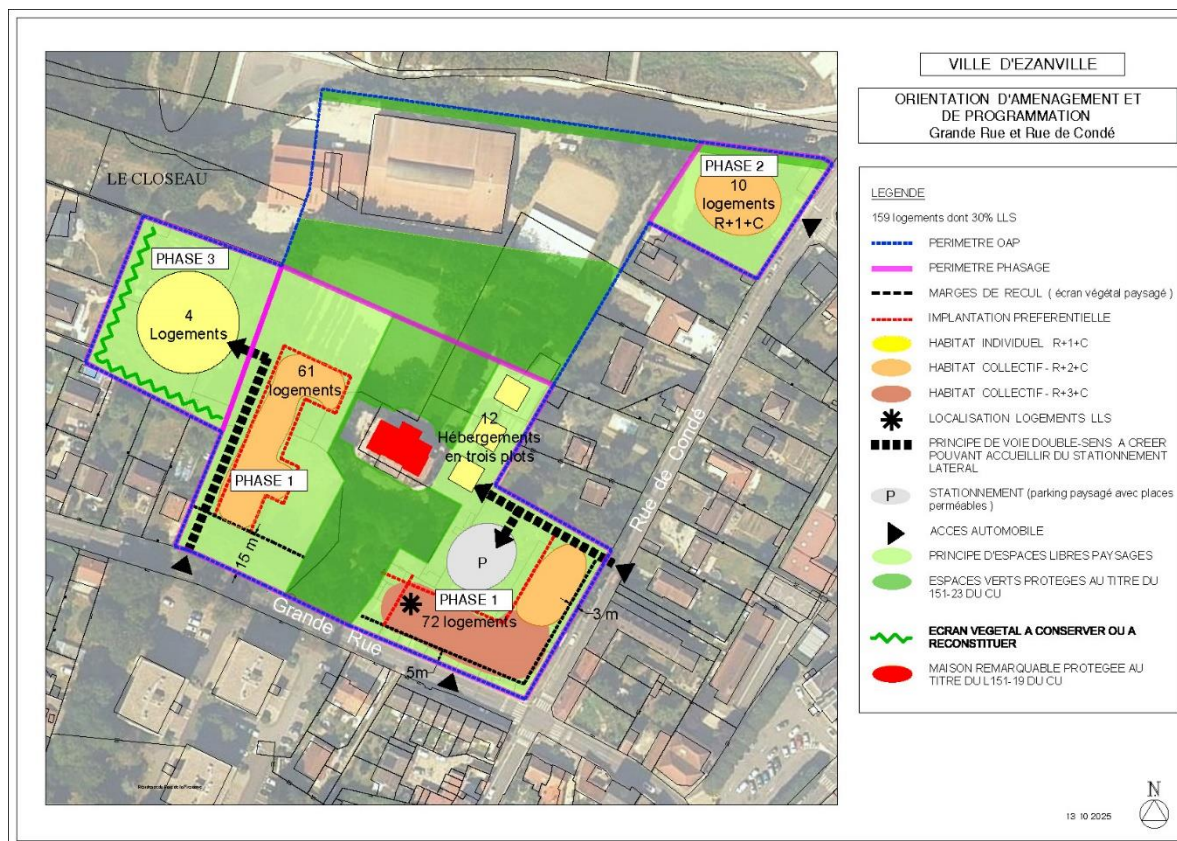 VILLE D'EZANVILLE
ORIENTATION D'AMENAGEMENT ET
DE PROGRAMMATION
Grande Rue et Rue de Condé
LE CLOSEAU
PHASE 2
10
logements
R+1+C
PHASE 3
4
Logements
61
logements
12
Hébergements
en trois plots
PHASE 1
15 m
Rue de Condé
P
PHASE 1
72 logements
3 m
5m
Grande Rue
LEGENDE
159 logements dont 30% LLS
PERIMETRE OAP
PERIMETRE PHASAGE
MARGES DE RECUL ( écran végétal paysagé )
IMPLANTATION PREFERENTIELLE
HABITAT INDIVIDUEL R+1+C
HABITAT COLLECTIF - R+2+C
HABITAT COLLECTIF - R+3+C
LOCALISATION LOGEMENTS LLS
PRINCIPE DE VOIE DOUBLE-SENS A CREER
POUVANT ACCUEILLIR DU STATIONNEMENT
LATERAL
P
STATIONNEMENT (parking paysagé avec places
perméables )
ACCES AUTOMOBILE
PRINCIPE D'ESPACES LIBRES PAYSAGES
ESPACES VERTS PROTEGES AU TITRE DU
151-23 DU CU
ECRAN VEGETAL A CONSERVER OU A
RECONSTITUER
MAISON REMARQUABLE PROTEGEE AU
TITRE DU L151-19 DU CU
N
13 10 2025